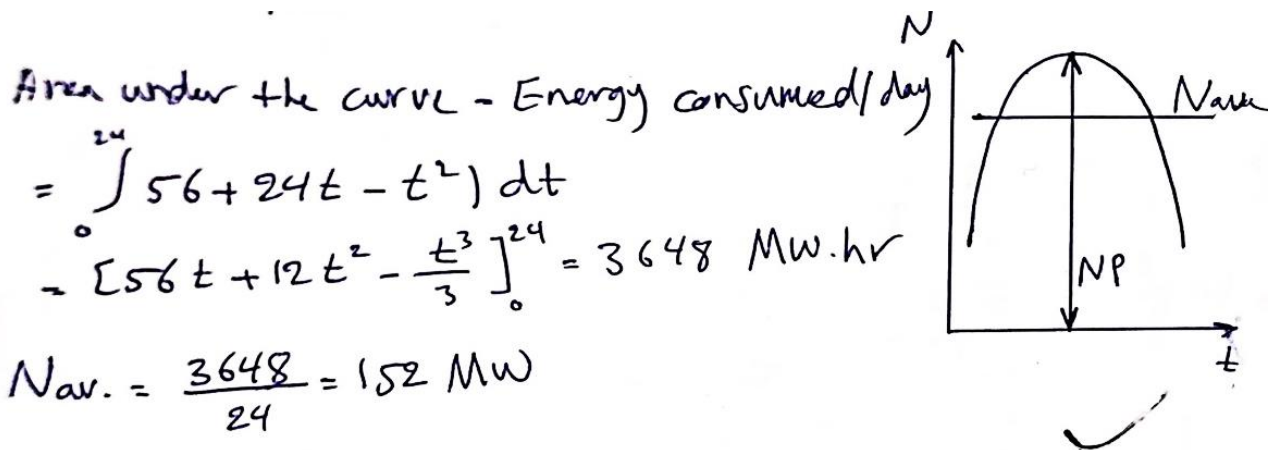 Area under the curve - Energy consumed/day
= ∫₀²⁴ 56 + 24t - t²) dt
= [56t + 12t² - t³/3]₀²⁴ = 3648 MW.hr
Nav. = 3648/24 = 152 MW
N
Nave
NP
t